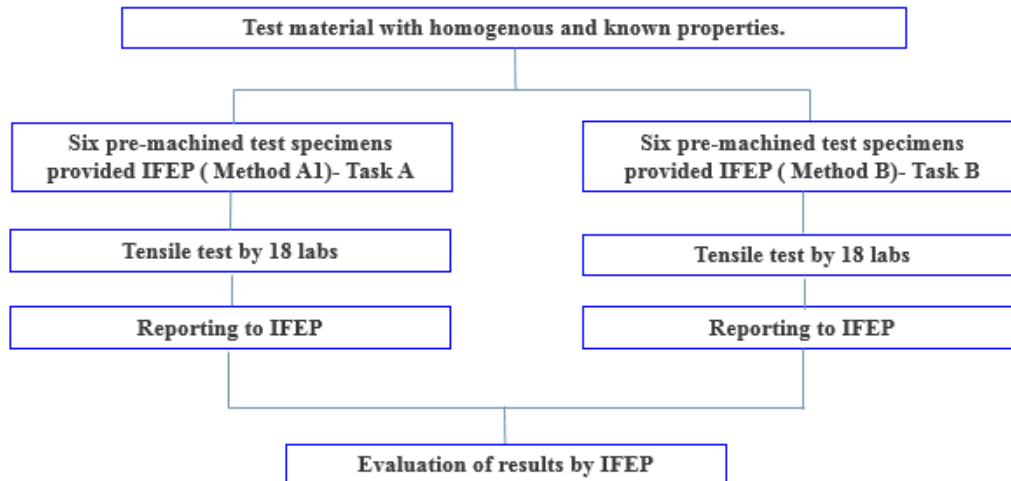 Test material with homogenous and known properties.
Six pre-machined test specimens
provided IFEP ( Method A1)- Task A
Six pre-machined test specimens
provided IFEP ( Method B)- Task B
Tensile test by 18 labs
Tensile test by 18 labs
Reporting to IFEP
Reporting to IFEP
Evaluation of results by IFEP